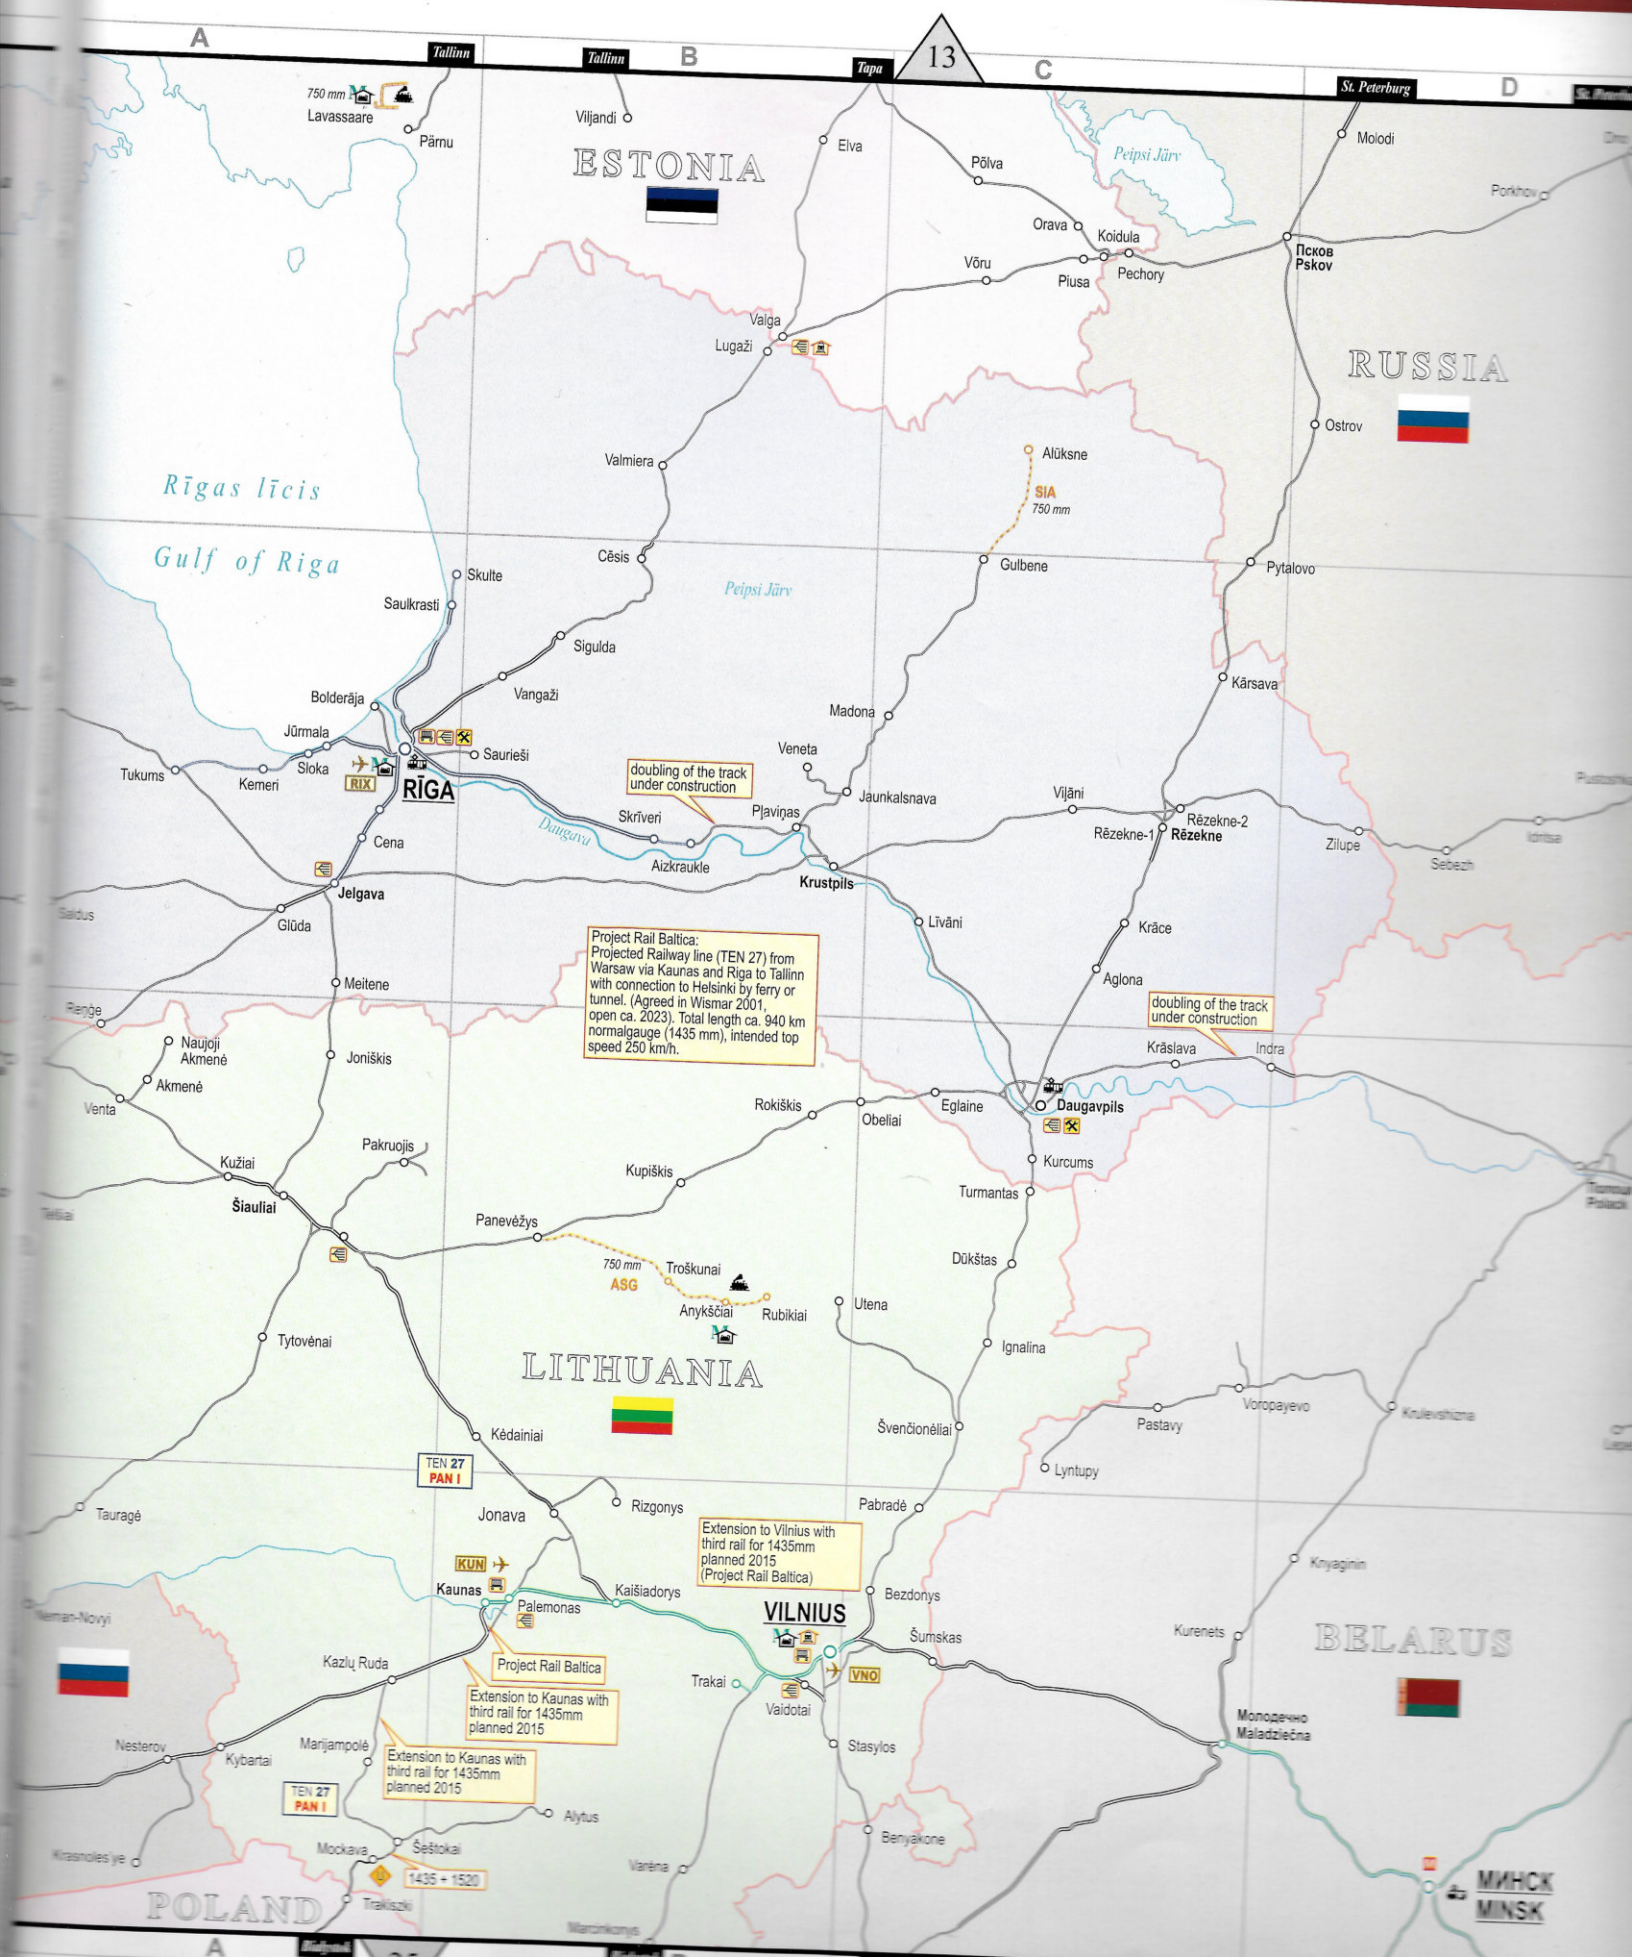 A
B
C
D
13
Tallinn
Tallinn
Tapa
St. Peterburg
750 mm
Lavassaare
Pärnu
Viljandi
ESTONIA
Elva
Põlva
Peipsi Järv
Molodi
Porkhov
Orava
Koidula
Псков
Pskov
Võru
Piusa
Pechory
Valga
Lugaži
RUSSIA
Ostrov
Valmiera
Alūksne
SIA
750 mm
Rīgas līcis
Gulf of Riga
Cēsis
Gulbene
Pytalovo
Peipsi Järv
Skulte
Saulkrasti
Sigulda
Vangaži
Kārsava
Bolderāja
Madona
Jūrmala
Saurieši
Veneta
Tukums
Kemeri
Sloka
RIX
RĪGA
doubling of the track
under construction
Jaunkalsnava
Viļāni
Skrīveri
Pļaviņas
Rēzekne-2
Rēzekne-1
Rēzekne
Zilupe
Idritsa
Sebezh
Daugava
Cena
Aizkraukle
Krustpils
Jelgava
Saldus
Glūda
Līvāni
Krāce
Project Rail Baltica:
Projected Railway line (TEN 27) from
Warsaw via Kaunas and Riga to Tallinn
with connection to Helsinki by ferry or
tunnel. (Agreed in Wismar 2001,
open ca. 2023). Total length ca. 940 km
normalgauge (1435 mm), intended top
speed 250 km/h.
Meitene
Aglona
Reņģe
doubling of the track
under construction
Naujoji
Akmenė
Joniškis
Krāslava
Indra
Akmenė
Venta
Rokiškis
Obeliai
Eglaine
Daugavpils
Pakruojis
Kužiai
Kupiškis
Kurcums
Turmantas
Šiauliai
Polack
Panevėžys
750 mm
ASG
Troškunai
Dūkštas
Anykščiai
Rubikiai
Utena
Tytovėnai
Ignalina
LITHUANIA
Voropayevo
Pastavy
Krulevshizna
Kėdainiai
Švenčionėliai
TEN 27
PAN I
Lyntupy
Tauragė
Jonava
Rizgonys
Pabradė
Extension to Vilnius with
third rail for 1435mm
planned 2015
(Project Rail Baltica)
Knyaginin
KUN
Kaunas
Palemonas
Kaišiadorys
Bezdonys
Neman-Novyi
VILNIUS
Šumskas
Kurenets
BELARUS
Kazlų Ruda
Project Rail Baltica
Trakai
VNO
Extension to Kaunas with
third rail for 1435mm
planned 2015
Vaidotai
Молодечно
Maladziečna
Nesterov
Kybartai
Marijampolė
Stasylos
Extension to Kaunas with
third rail for 1435mm
planned 2015
TEN 27
PAN I
Alytus
Benyakone
Krasnoles'ye
Mockava
Šeštokai
Varėna
1435 + 1520
Trakiszki
POLAND
МИНСК
MINSK
Marcinkonys
A